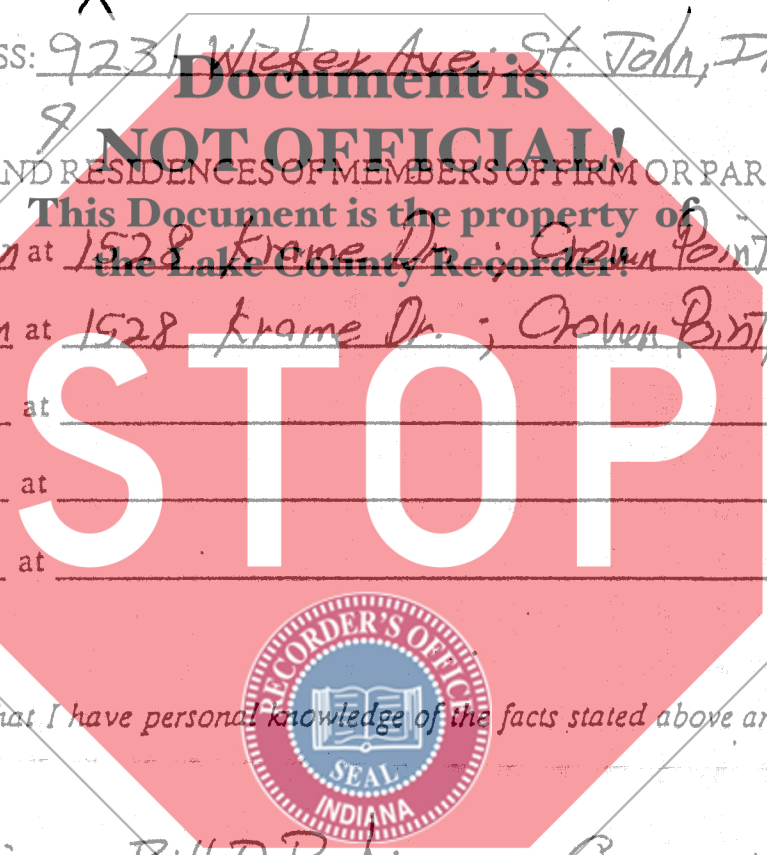 SS: 9231 Wicker Ave.; St. John, In
Document is
NOT OFFICIAL!
ND RESIDENCES OF MEMBERS OF FIRM OR PAR
This Document is the property of
at 1528 Krame Dr. ; Crown Point
the Lake County Recorder!
at 1528 Krame Dr. ; Crown Point
STOP
at
at
at
RECORDER'S OFFICE
hat I have personal knowledge of the facts stated above an
SEAL
INDIANA